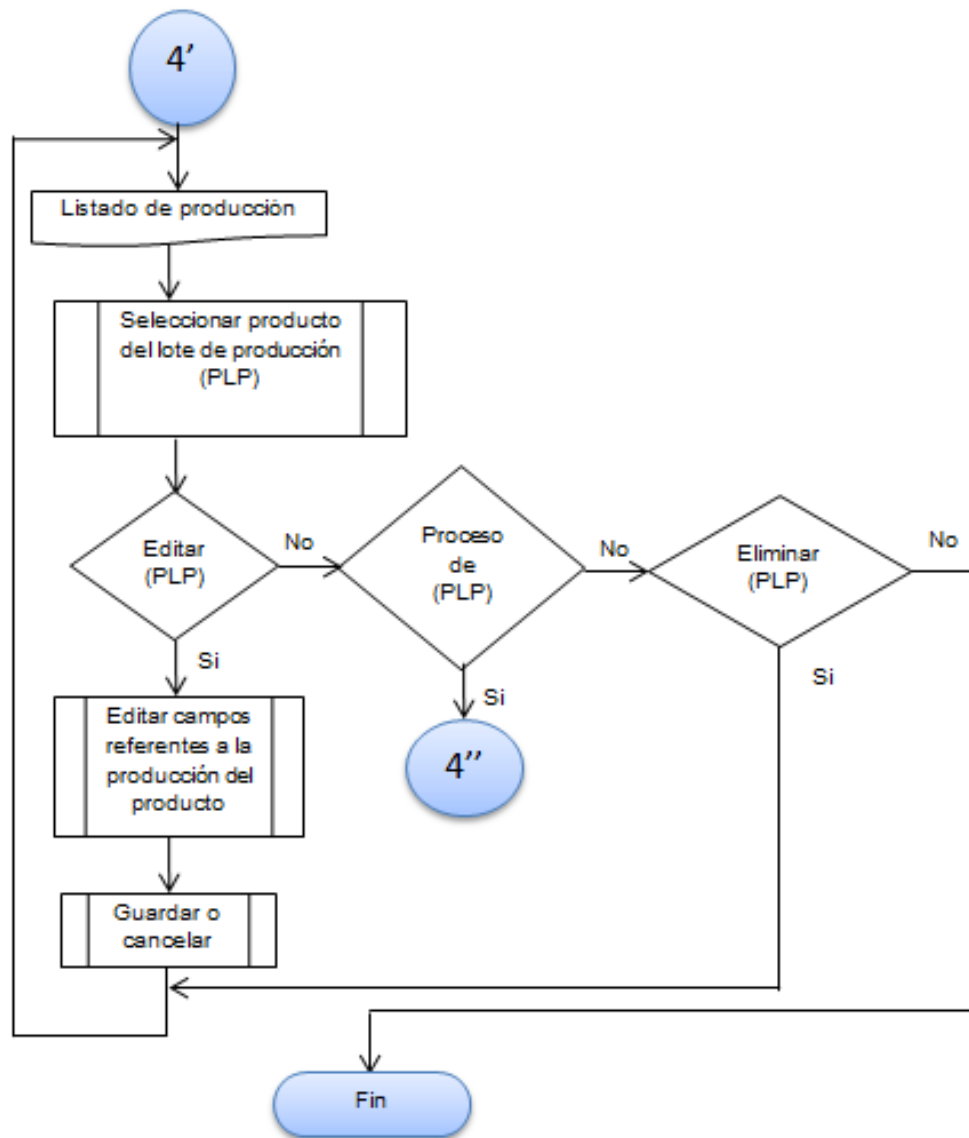 4’
Listado de producción
Seleccionar producto
del lote de producción
(PLP)
Editar
(PLP)
No
Proceso
de
(PLP)
No
Eliminar
(PLP)
No
Si
Si
Si
Editar campos
referentes a la
producción del
producto
4’’
Guardar o
cancelar
Fin